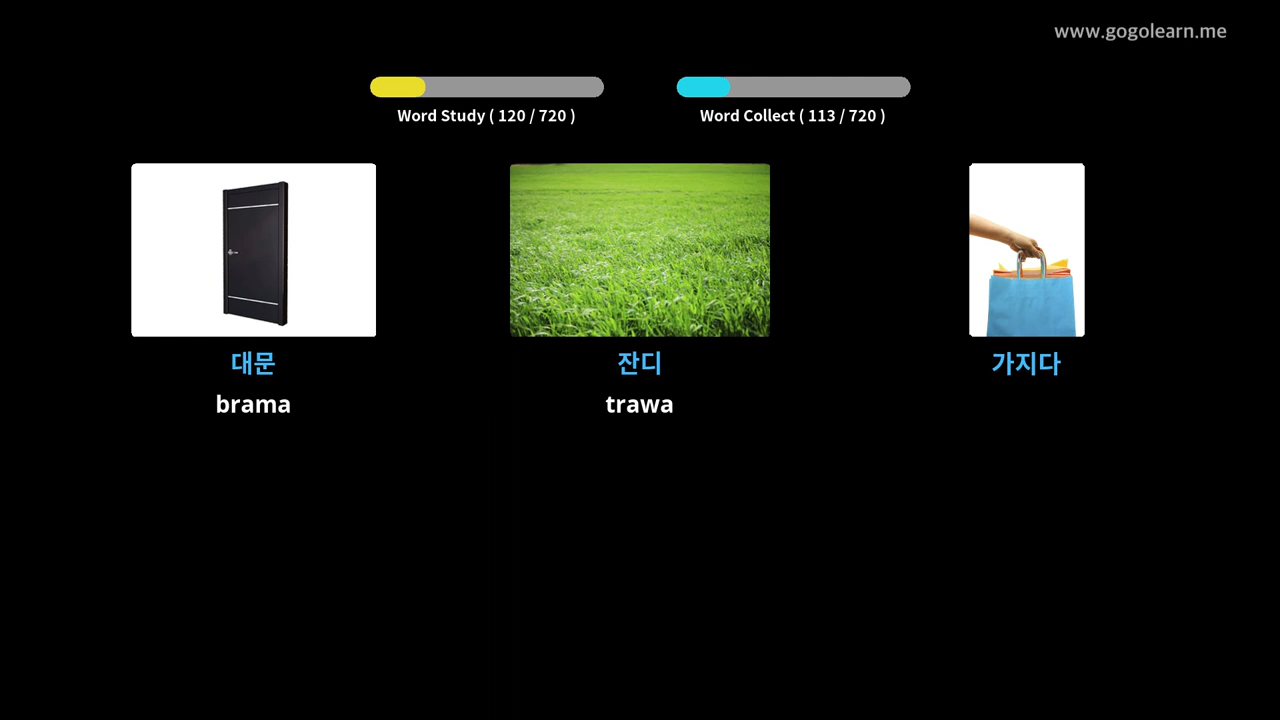 www.gogolearn.me
Word Study ( 120 / 720 )
Word Collect ( 113 / 720 )
대문
잔디
가지다
brama
trawa